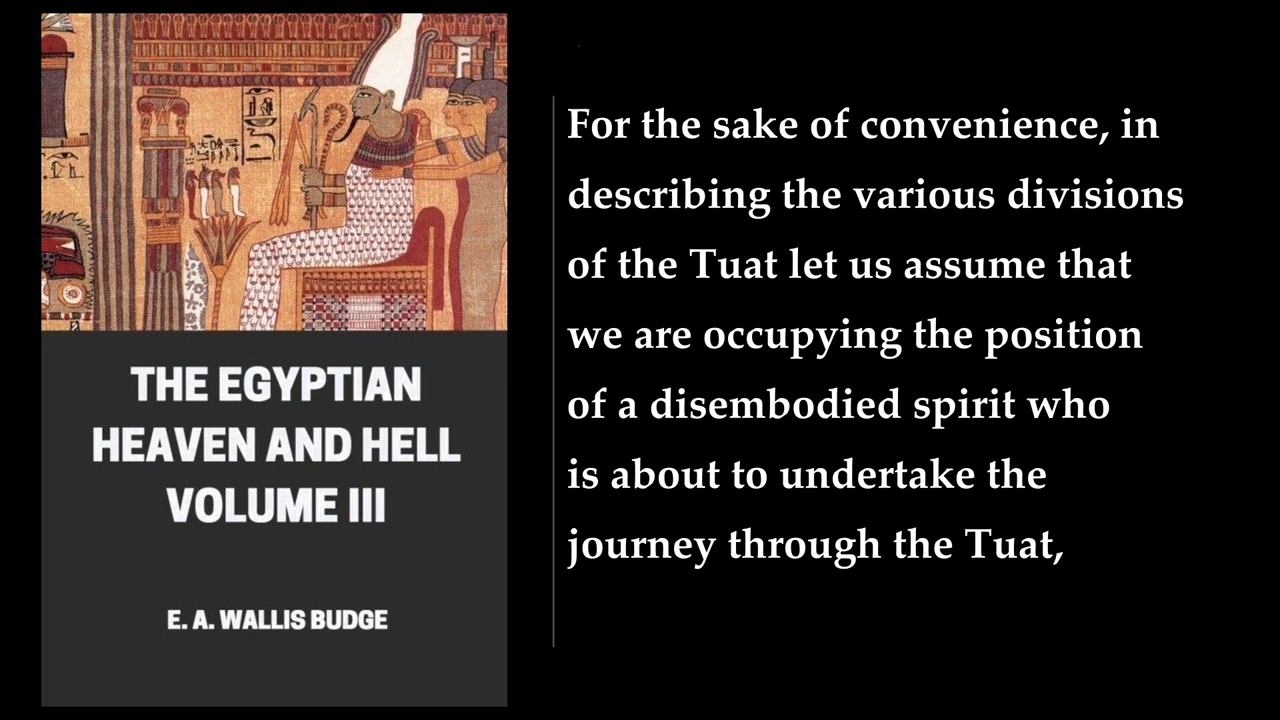 THE EGYPTIAN
HEAVEN AND HELL
VOLUME III
E. A. WALLIS BUDGE
For the sake of convenience, in
describing the various divisions
of the Tuat let us assume that
we are occupying the position
of a disembodied spirit who
is about to undertake the
journey through the Tuat,